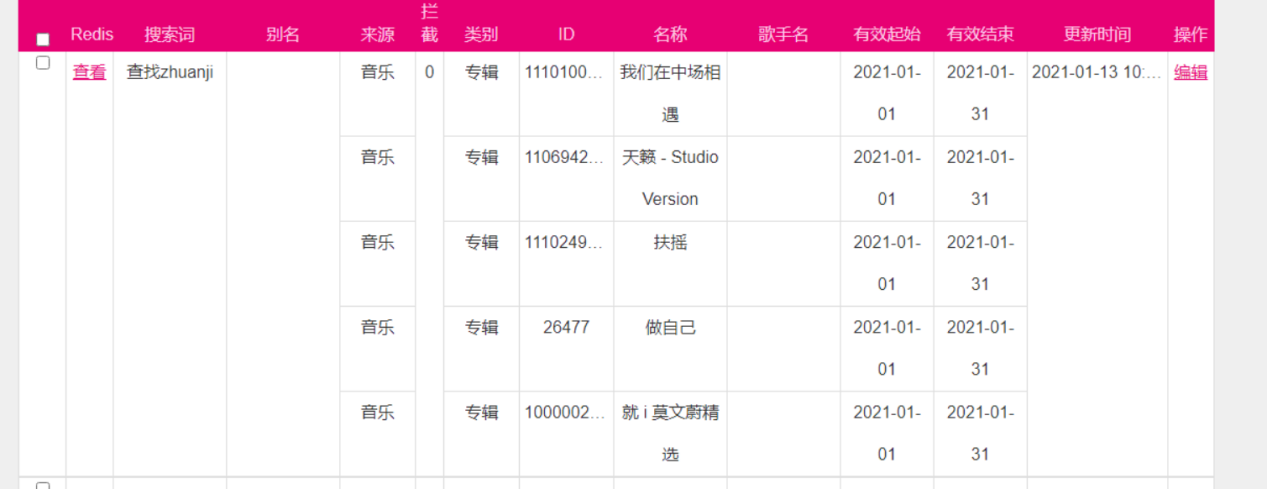 Redis 搜索词 别名 来源 拦截 类别 ID 名称 歌手名 有效起始 有效结束 更新时间 操作
查看 查找zhuanji 音乐 0 专辑 1110100... 我们在中场相 2021-01- 2021-01- 2021-01-13 10:... 编辑
遇 01 31
音乐 专辑 1106942... 天籁 - Studio 2021-01- 2021-01-
Version 01 31
音乐 专辑 1110249... 扶摇 2021-01- 2021-01-
01 31
音乐 专辑 26477 做自己 2021-01- 2021-01-
01 31
音乐 专辑 1000002... 就 i 莫文蔚精 2021-01- 2021-01-
选 01 31